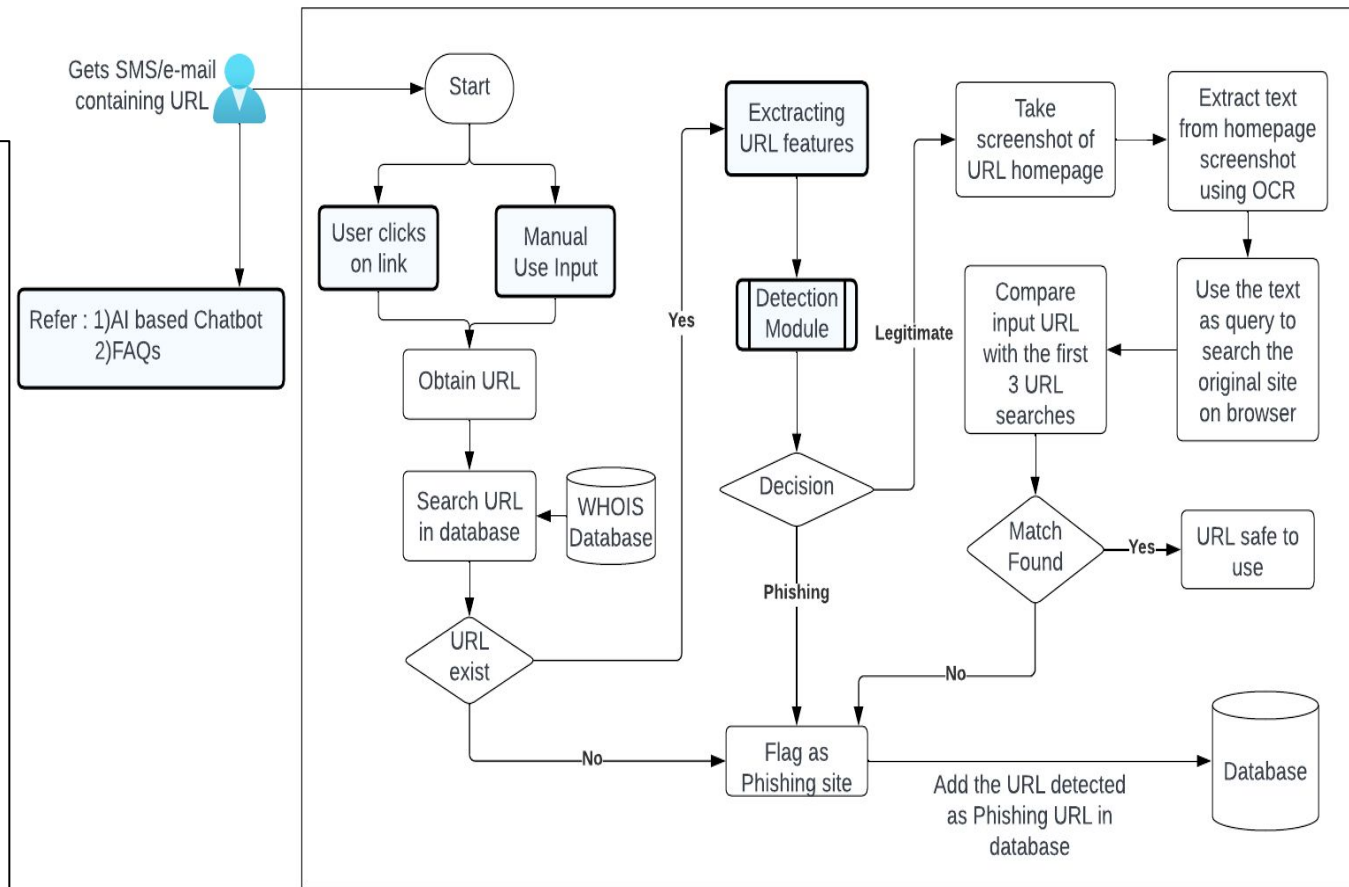 Gets SMS/e-mail
containing URL
Start
User clicks
on link
Manual
Use Input
Refer : 1)AI based Chatbot
2)FAQs
Obtain URL
Search URL
in database
WHOIS
Database
URL
exist
Yes
No
Exctracting
URL features
Detection
Module
Decision
Legitimate
Phishing
Take
screenshot of
URL homepage
Extract text
from homepage
screenshot
using OCR
Use the text
as query to
search the
original site
on browser
Compare
input URL
with the first
3 URL
searches
Match
Found
Yes
URL safe to
use
No
Flag as
Phishing site
Add the URL detected
as Phishing URL in
database
Database